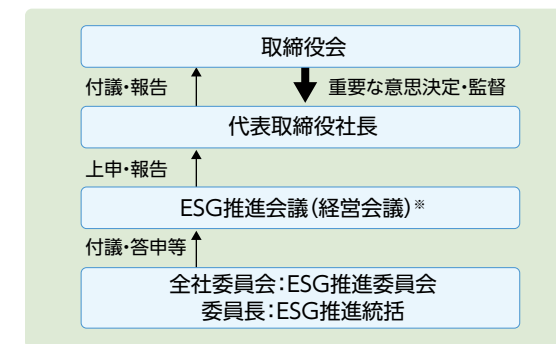 取締役会
付議・報告
重要な意思決定・監督
代表取締役社長
上申・報告
ESG推進会議（経営会議）※
付議・答申等
全社委員会：ESG推進委員会
委員長：ESG推進統括